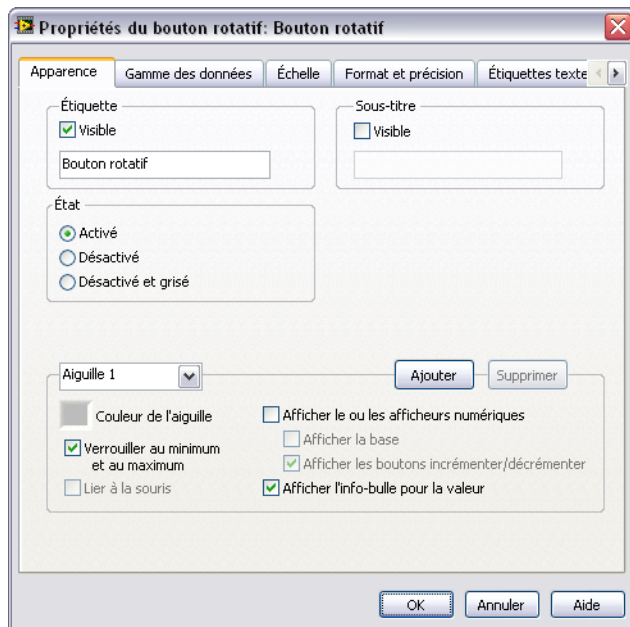 Propriétés du bouton rotatif: Bouton rotatif
Apparence
Gamme des données
Échelle
Format et précision
Étiquettes texte
Étiquette
Visible
Bouton rotatif
Sous-titre
Visible
État
Activé
Désactivé
Désactivé et grisé
Aiguille 1
Ajouter
Supprimer
Couleur de l'aiguille
Verrouiller au minimum
et au maximum
Lier à la souris
Afficher le ou les afficheurs numériques
Afficher la base
Afficher les boutons incrémenter/décrémenter
Afficher l'info-bulle pour la valeur
OK
Annuler
Aide